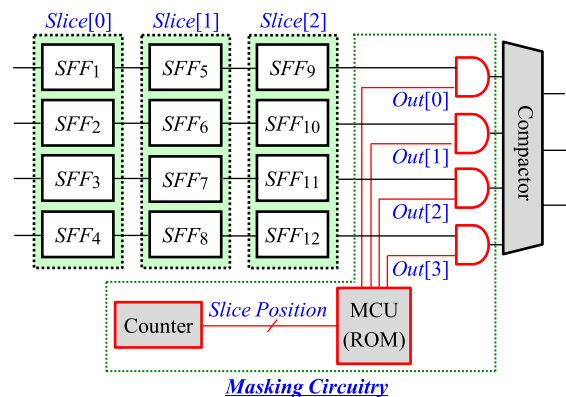 Slice[0] Slice[1] Slice[2]
SFF1 SFF5 SFF9
Out[0]
SFF2 SFF6 SFF10
Out[1]
SFF3 SFF7 SFF11
Out[2]
SFF4 SFF8 SFF12
Out[3]
Compactor
Counter
Slice Position
MCU
(ROM)
Masking Circuitry